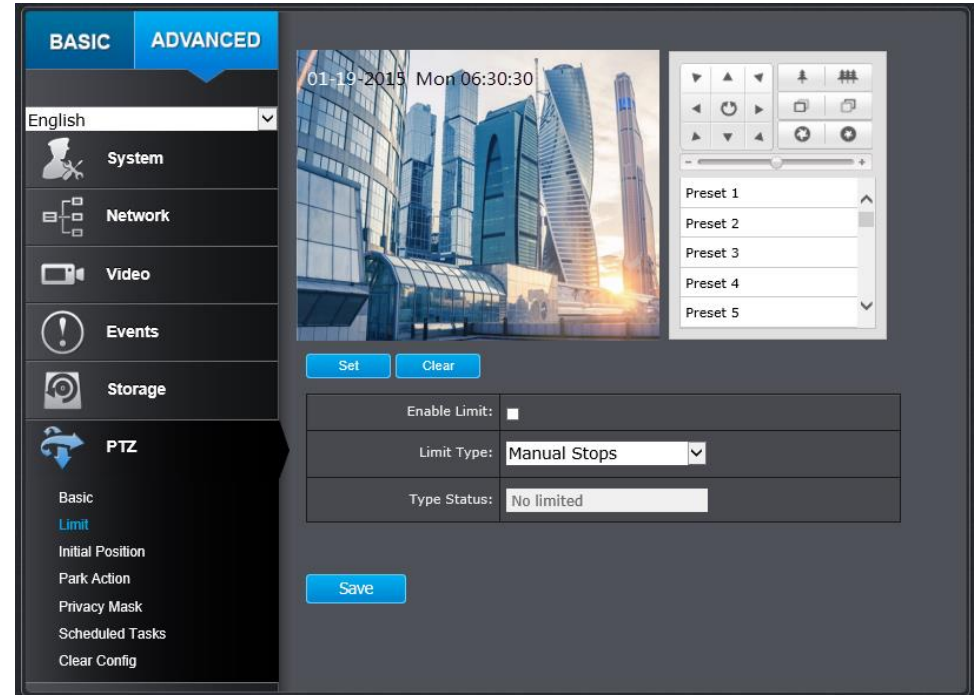 BASIC ADVANCED
English
System
Network
Video
Events
Storage
PTZ
Basic
Limit
Initial Position
Park Action
Privacy Mask
Scheduled Tasks
Clear Config
01-19-2015 Mon 06:30:30
- +
Preset 1
Preset 2
Preset 3
Preset 4
Preset 5
Set Clear
Enable Limit:
Limit Type: Manual Stops
Type Status: No limited
Save